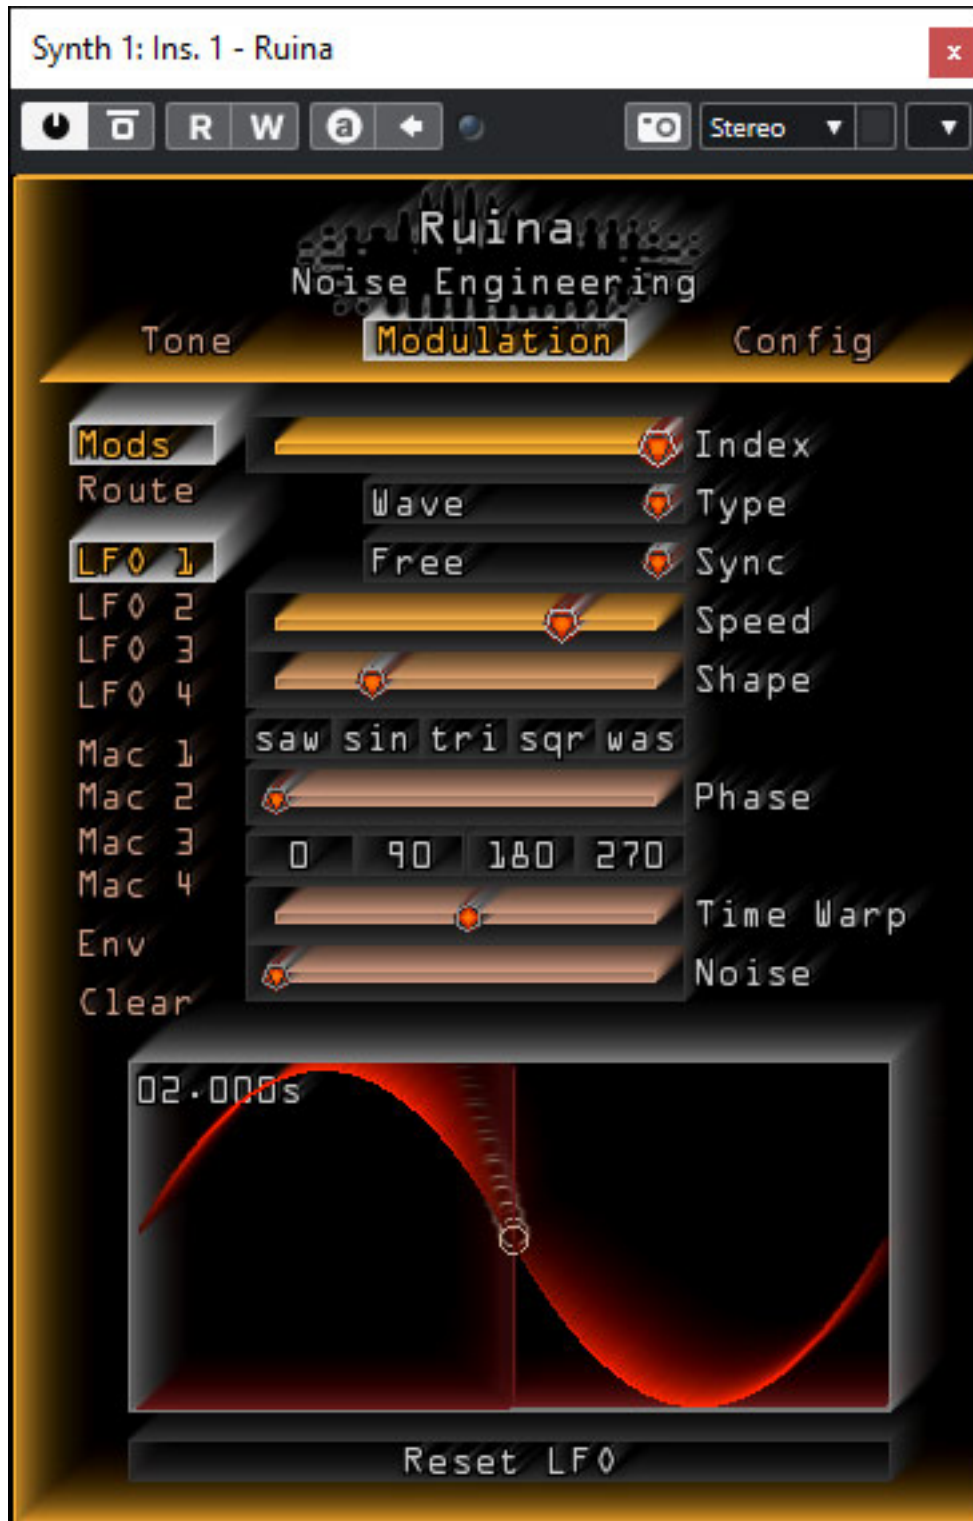 Synth 1: Ins. 1 - Ruina
x
R W a Stereo
Ruina
Noise Engineering
Tone Modulation Config
Mods
Route
LFO 1
LFO 2
LFO 3
LFO 4
Mac 1
Mac 2
Mac 3
Mac 4
Env
Clear
Index
Wave Type
Free Sync
Speed
Shape
saw sin tri sqr was
Phase
0 90 180 270
Time Warp
Noise
02.000s
Reset LFO